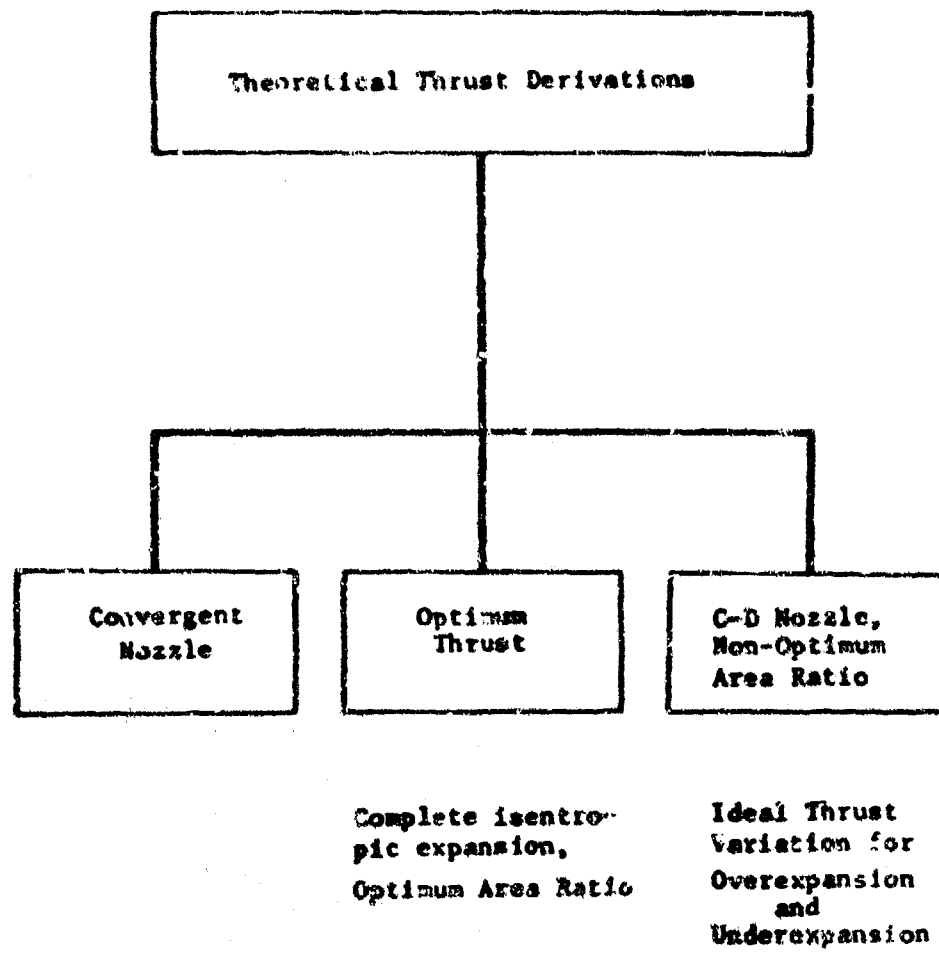 Theoretical Thrust Derivations
Convergent
Nozzle
Optimum
Thrust
C-D Nozzle,
Non-Optimum
Area Ratio
Complete isentro-
pic expansion,
Optimum Area Ratio
Ideal Thrust
Variation for
Overexpansion
and
Underexpansion